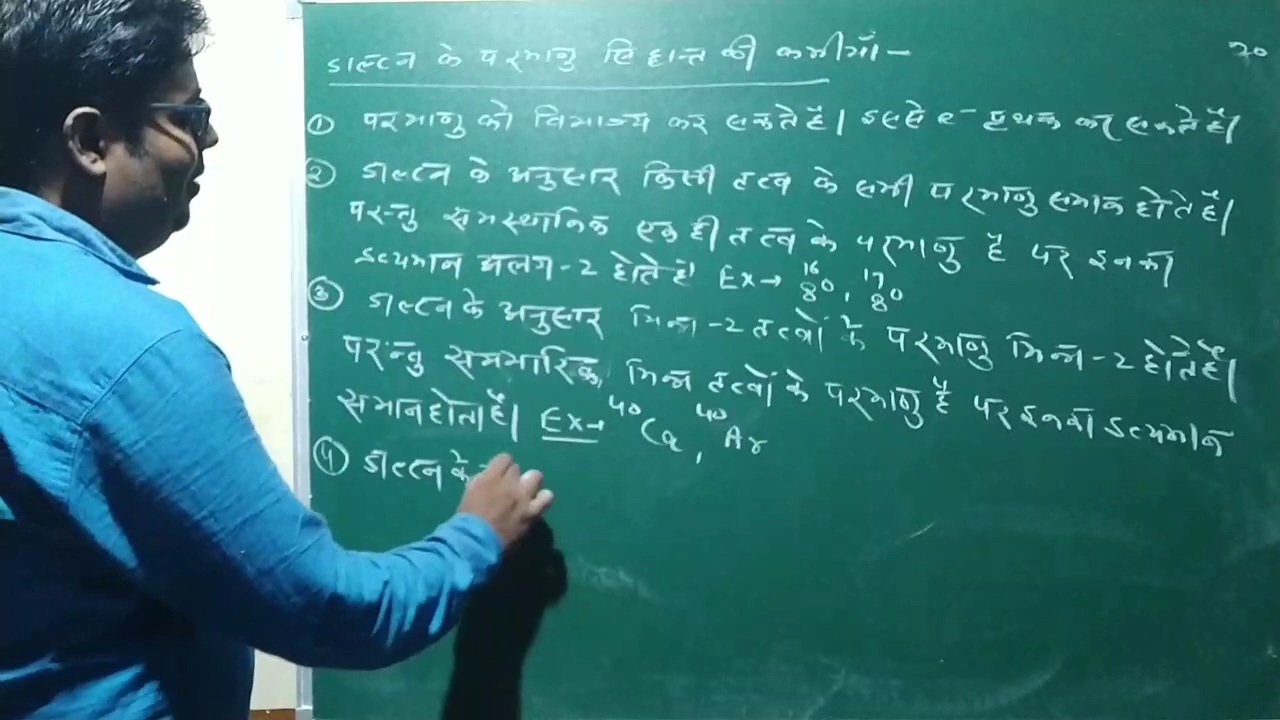 डाल्टन के परमाणु सिद्धान्त की कमीयाँ - 20
① परमाणु को विभाज्य कर सकते हैं। इससे e⁻ पृथक कर सकते हैं।
② डाल्टन के अनुसार किसी तत्व के सभी परमाणु समान होते हैं।
परन्तु समस्थानिक एक ही तत्व के परमाणु है पर इनका
द्रव्यमान अलग-2 होते है Ex→ ¹⁶₈O, ¹⁷₈O
③ डाल्टन के अनुसार भिन्न-2 तत्वों के परमाणु भिन्न-2 होते हैं।
परन्तु समभारिक, भिन्न तत्वों के परमाणु है पर इनका द्रव्यमान
समान होता है। Ex→ ⁴⁰Ca, ⁴⁰Ar
④ डाल्टन के